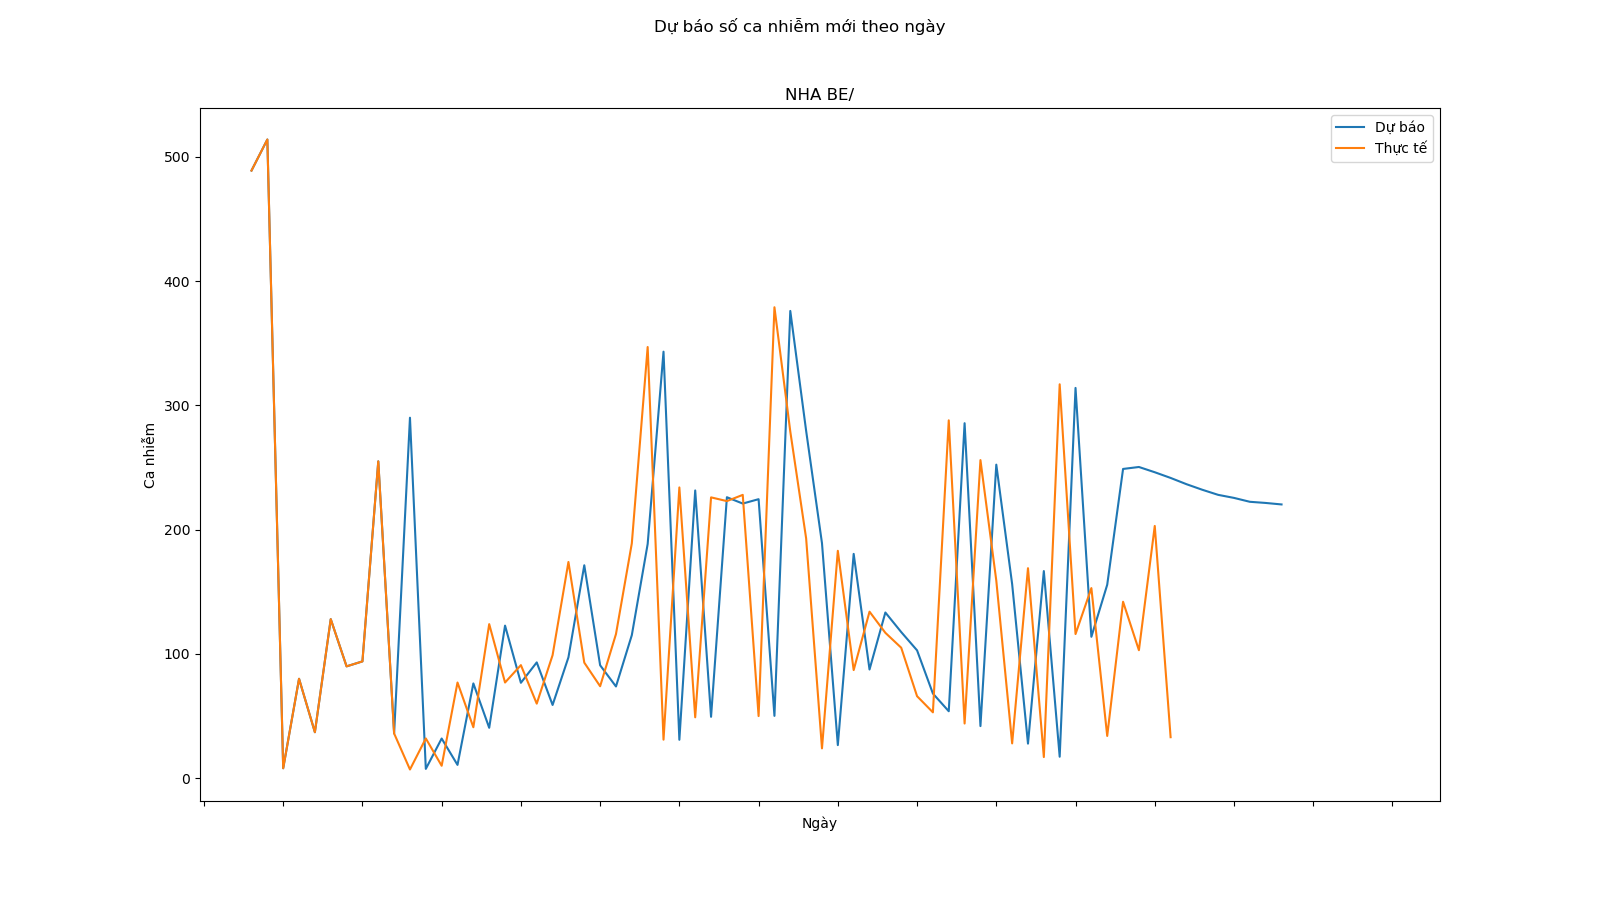 Dự báo số ca nhiễm mới theo ngày
NHA BE/
Dự báo
Thực tế
500
400
300
200
100
0
Ca nhiễm
Ngày